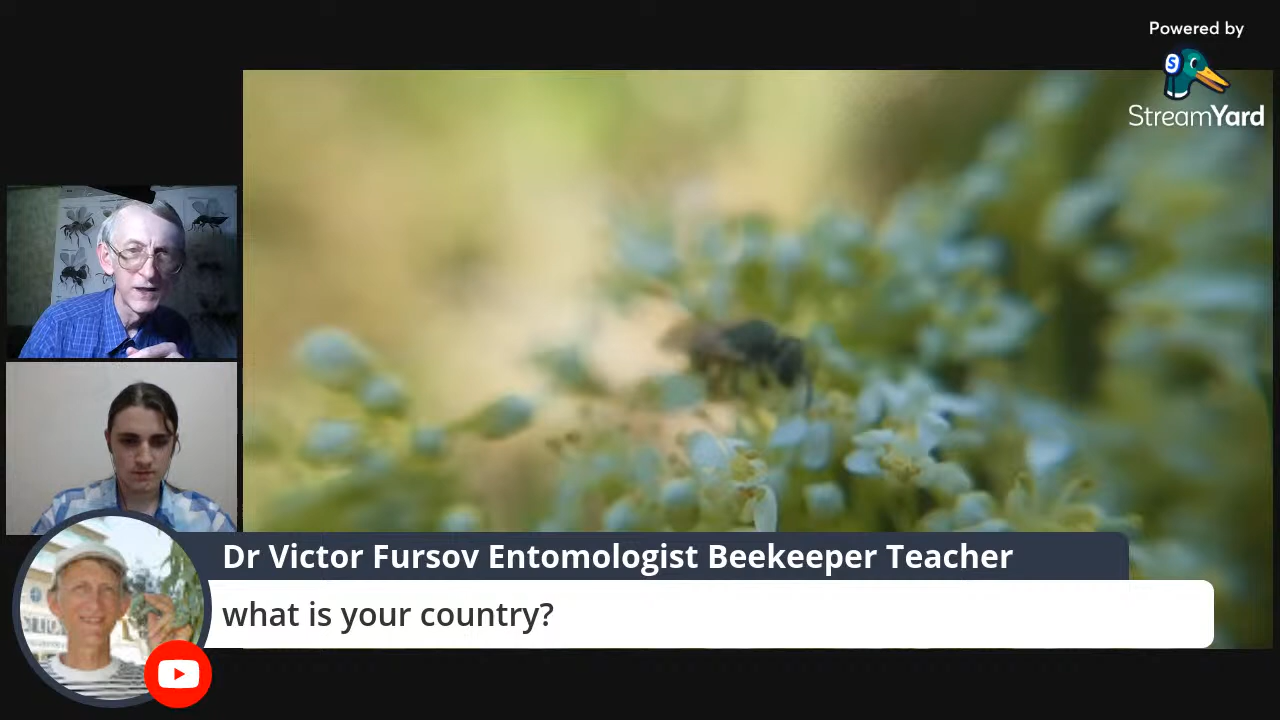 Powered by
StreamYard
Dr Victor Fursov Entomologist Beekeeper Teacher
what is your country?